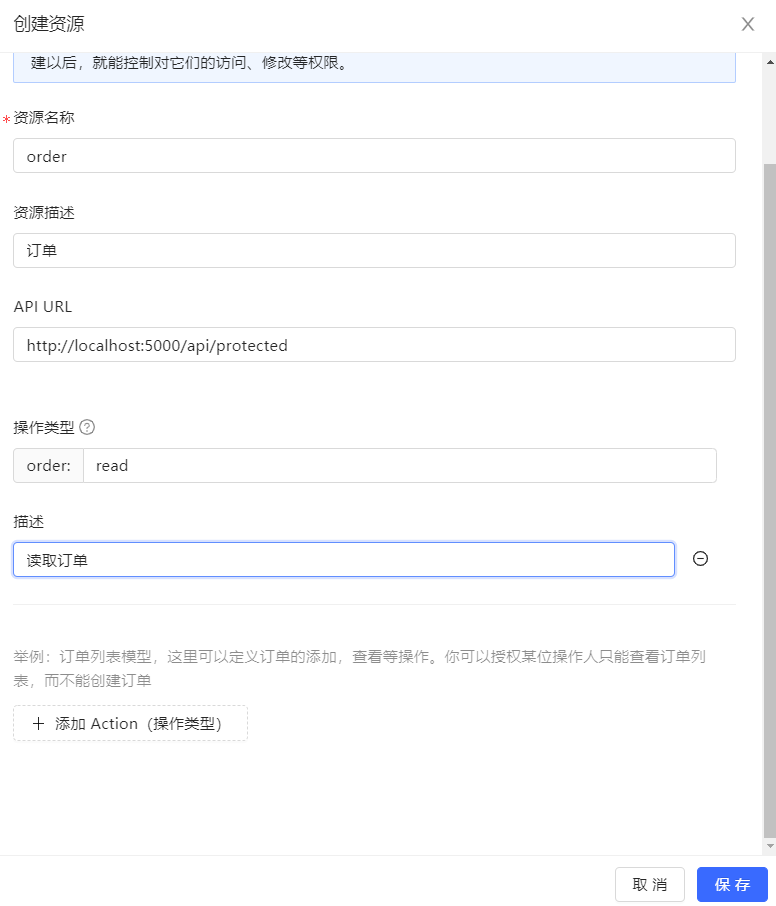 创建资源
建以后，就能控制对它们的访问、修改等权限。
* 资源名称
order
资源描述
订单
API URL
http://localhost:5000/api/protected
操作类型
order: read
描述
读取订单
举例：订单列表模型，这里可以定义订单的添加，查看等操作。你可以授权某位操作人只能查看订单列
表，而不能创建订单
+ 添加 Action（操作类型）
取 消 保 存